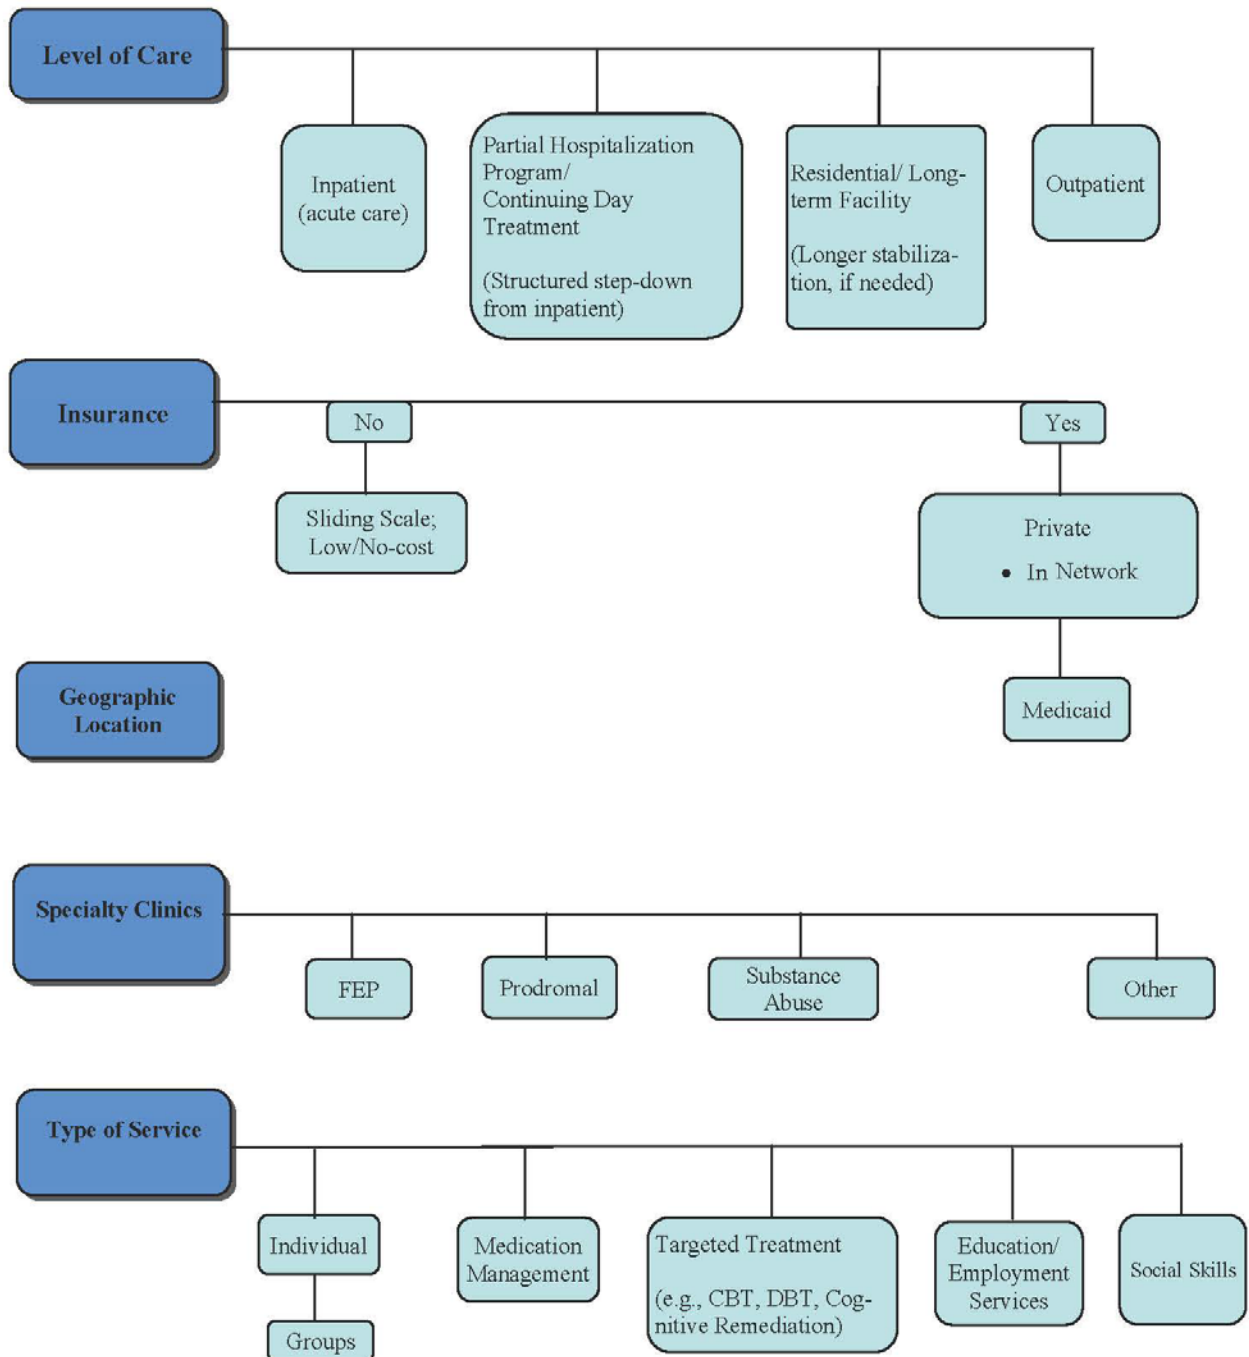 Level of Care
Inpatient
(acute care)
Partial Hospitalization
Program/
Continuing Day
Treatment
(Structured step-down
from inpatient)
Residential/ Long-
term Facility
(Longer stabiliza-
tion, if needed)
Outpatient
Insurance
No
Yes
Sliding Scale;
Low/No-cost
Private
• In Network
Medicaid
Geographic
Location
Specialty Clinics
FEP
Prodromal
Substance
Abuse
Other
Type of Service
Individual
Groups
Medication
Management
Targeted Treatment
(e.g., CBT, DBT, Cog-
nitive Remediation)
Education/
Employment
Services
Social Skills